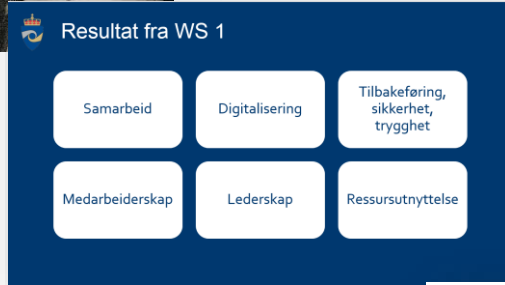 Resultat fra WS 1
Samarbeid
Digitalisering
Tilbakeføring,
sikkerhet,
trygghet
Medarbeiderskap
Lederskap
Ressursutnyttelse